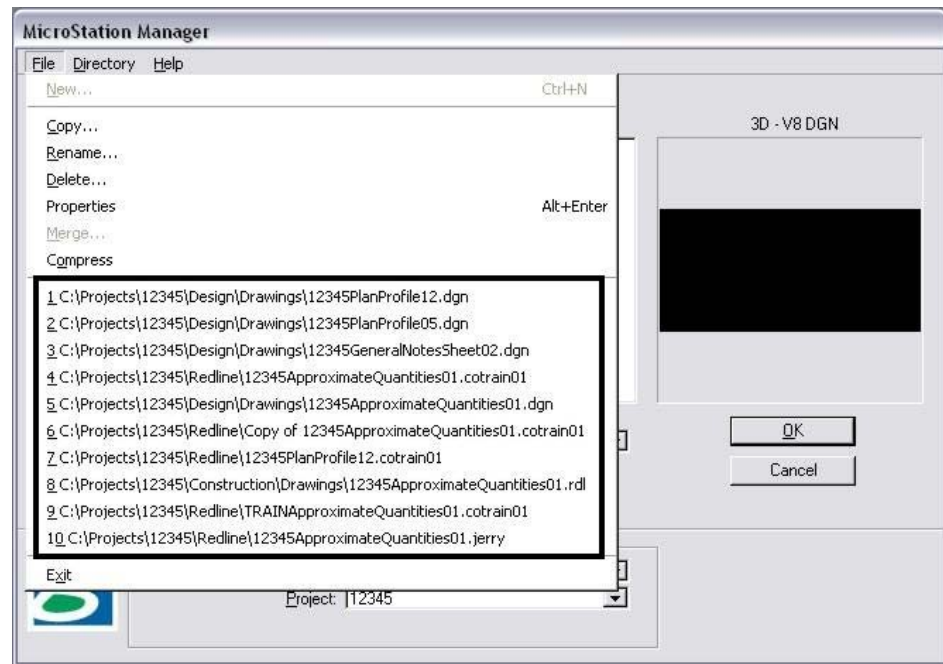 MicroStation Manager
File Directory Help
New... Ctrl+N
Copy...
Rename...
Delete...
Properties Alt+Enter
Merge...
Compress
1 C:\Projects\12345\Design\Drawings\12345PlanProfile12.dgn
2 C:\Projects\12345\Design\Drawings\12345PlanProfile05.dgn
3 C:\Projects\12345\Design\Drawings\12345GeneralNotesSheet02.dgn
4 C:\Projects\12345\Redline\12345ApproximateQuantities01.cotrain01
5 C:\Projects\12345\Design\Drawings\12345ApproximateQuantities01.dgn
6 C:\Projects\12345\Redline\Copy of 12345ApproximateQuantities01.cotrain01
7 C:\Projects\12345\Redline\12345PlanProfile12.cotrain01
8 C:\Projects\12345\Construction\Drawings\12345ApproximateQuantities01.rdl
9 C:\Projects\12345\Redline\TRAINApproximateQuantities01.cotrain01
10 C:\Projects\12345\Redline\12345ApproximateQuantities01.jerry
Exit
3D - V8 DGN
OK
Cancel
Project: 12345